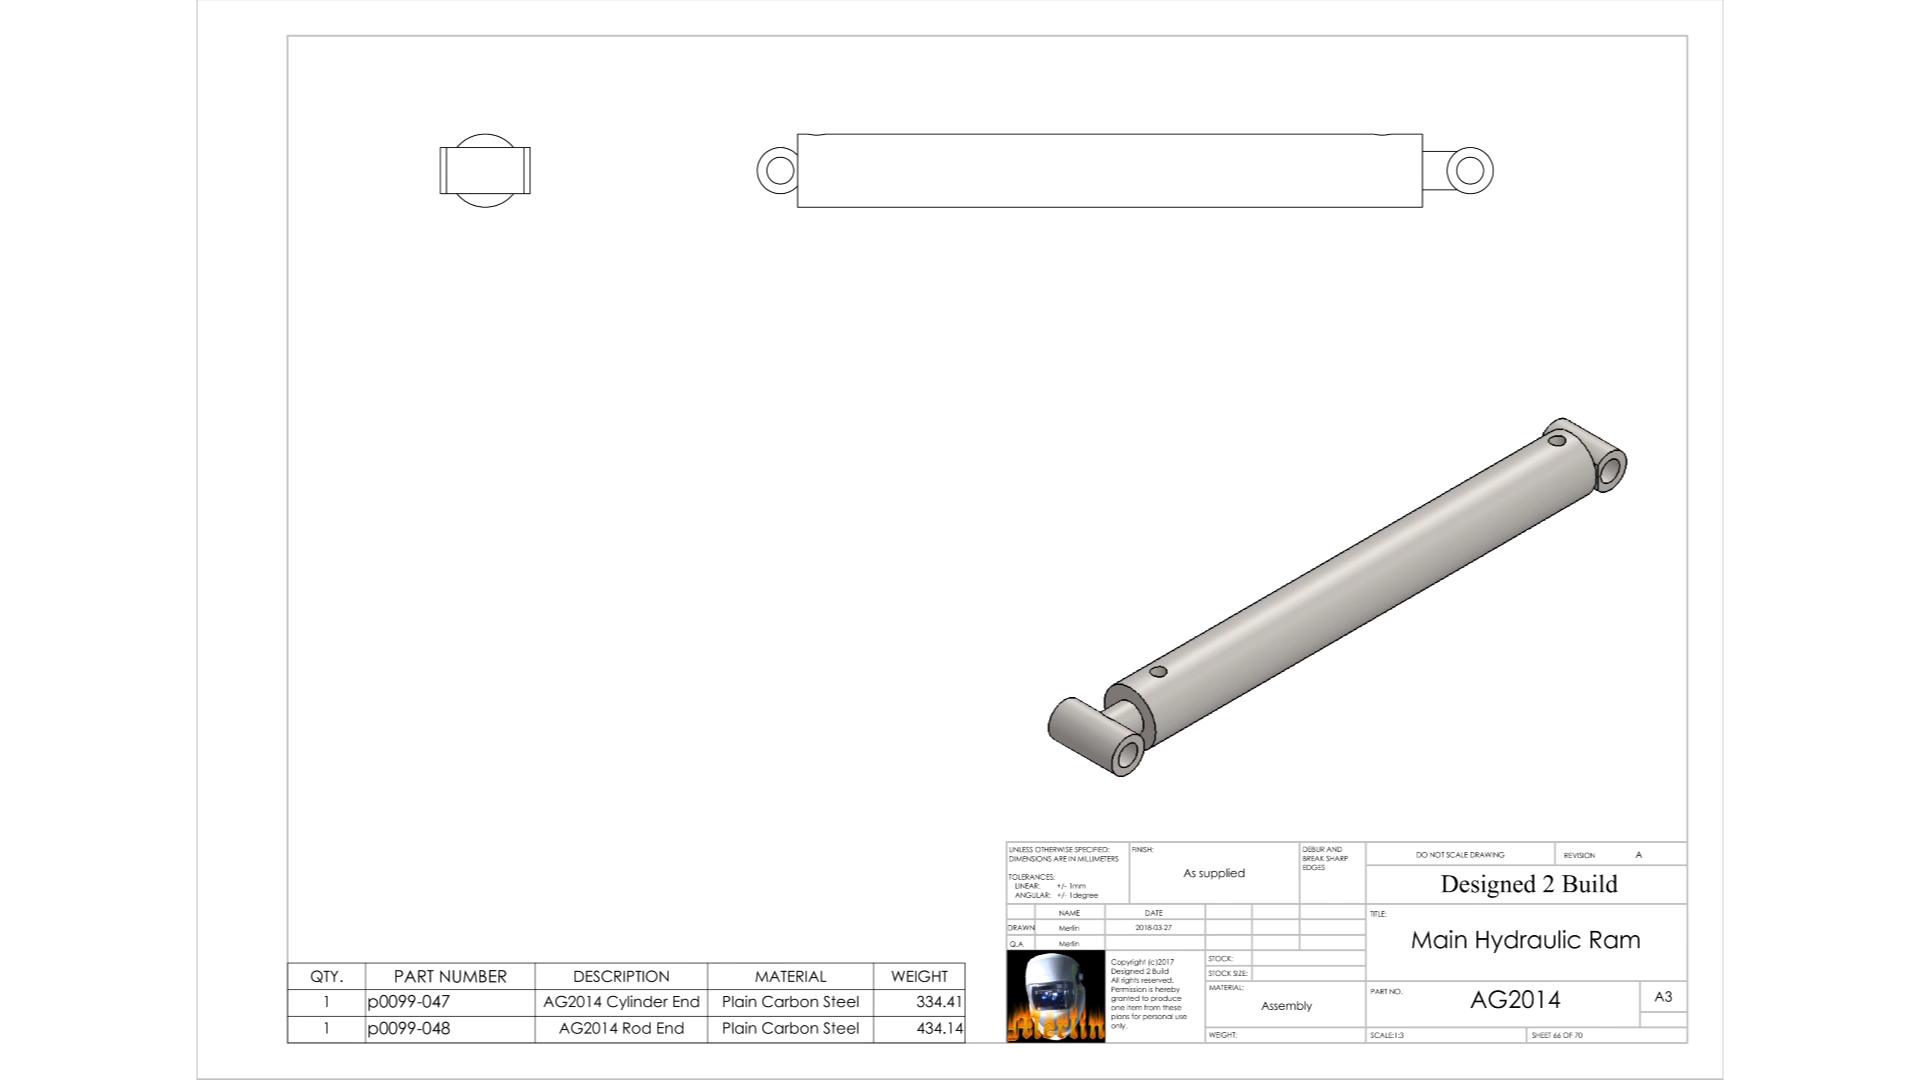 UNLESS OTHERWISE SPECIFIED:
DIMENSIONS ARE IN MILLIMETERS
TOLERANCES:
LINEAR: +/- 1mm
ANGULAR: +/- 1degree
FINISH:
As supplied
DEBUR AND
BREAK SHARP
EDGES
DO NOT SCALE DRAWING
REVISION A
Designed 2 Build
NAME DATE
DRAWN Merlin 2018-03-27
Q.A Merlin
TITLE:
Main Hydraulic Ram
Merlin
Copyright (c)2017
Designed 2 Build
All rights reserved.
Permission is hereby
granted to produce
one item from these
plans for personal use
only.
STOCK:
STOCK SIZE:
MATERIAL:
Assembly
WEIGHT:
PART NO.
AG2014
A3
SCALE:1:3
SHEET 66 OF 70
QTY. PART NUMBER DESCRIPTION MATERIAL WEIGHT
1 p0099-047 AG2014 Cylinder End Plain Carbon Steel 334.41
1 p0099-048 AG2014 Rod End Plain Carbon Steel 434.14